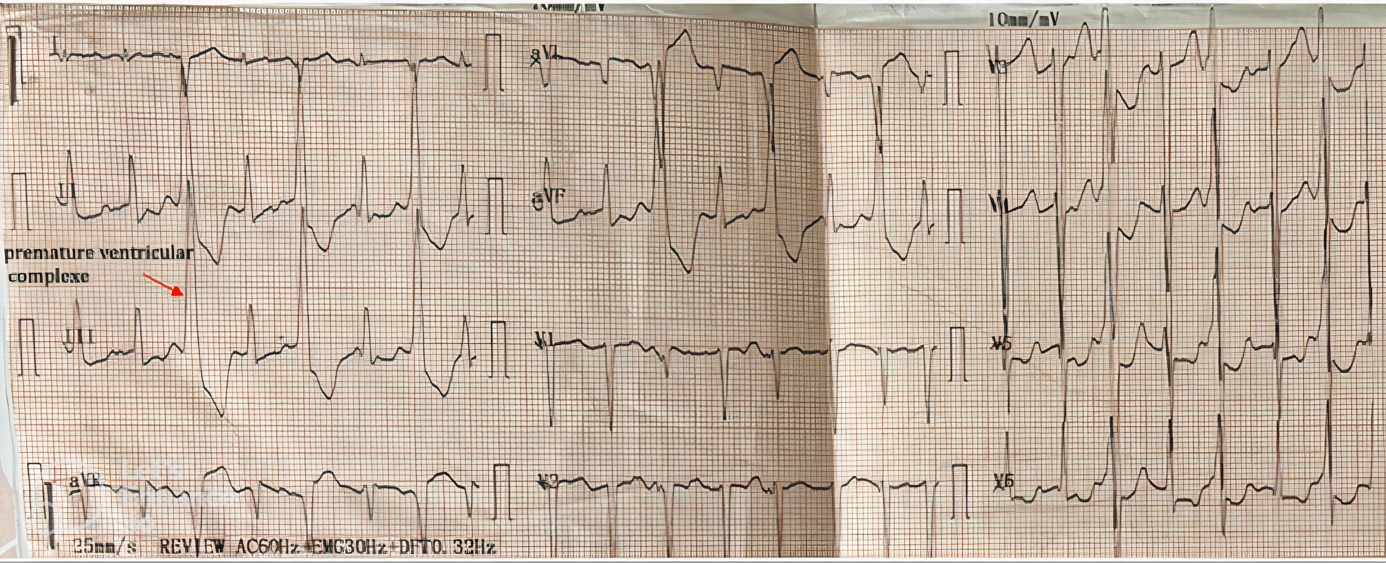 10mm/mV
I
aVL
V3
II
aVF
premature ventricular
complexe
III
V1
V5
aVR
V2
V6
25mm/s REVIEW AC60Hz+EMG30Hz+DFT0.32Hz